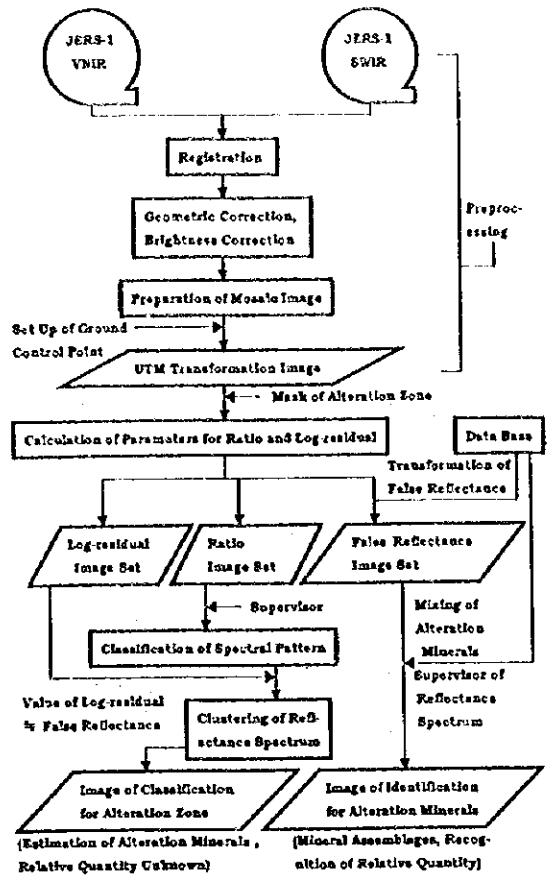 JERS-1
VNIR
JERS-1
SWIR
Registration
Geometric Correction,
Brightness Correction
Preproc-
essing
Preparation of Mosaic Image
Set Up of Ground
Control Point
UTM Transformation Image
Mask of Alteration Zone
Calculation of Parameters for Ratio and Log-residual
Data Base
Transformation of
False Reflectance
Log-residual
Image Set
Ratio
Image Set
False Reflectance
Image Set
Supervisor
Mixing of
Alteration
Minerals
Classification of Spectral Pattern
Supervisor of
Reflectance
Spectrum
Value of Log-residual
≒ False Reflectance
Clustering of Refl-
ectance Spectrum
Image of Classification
for Alteration Zone
Image of Identification
for Alteration Minerals
(Estimation of Alteration Minerals ,
Relative Quantity Unknown)
(Mineral Assemblages, Recog-
nition of Relative Quantity)